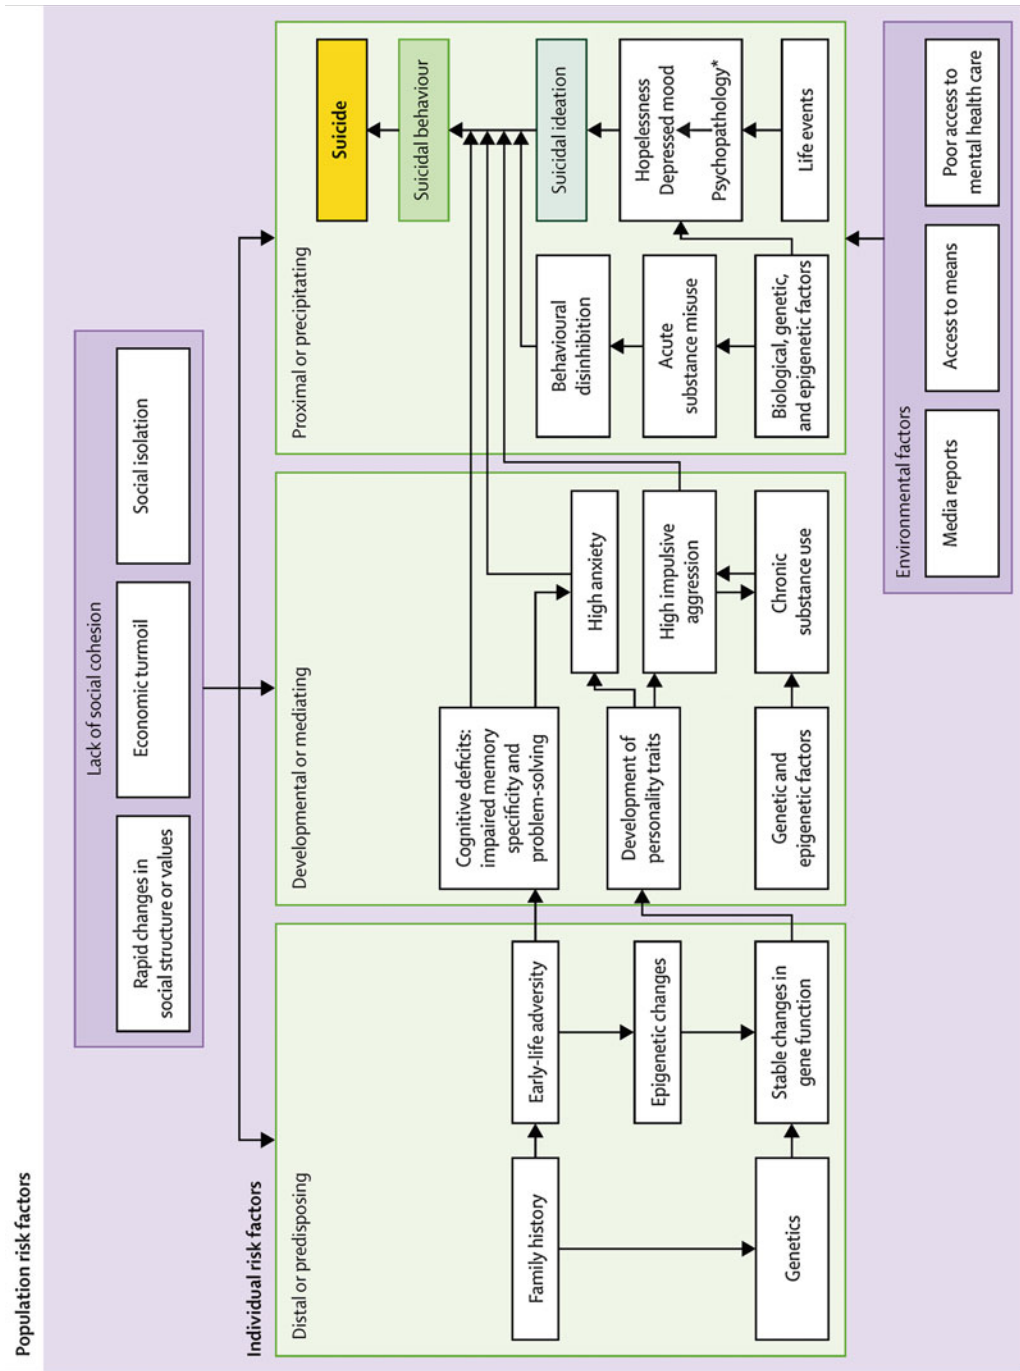 Population risk factors
Lack of social cohesion
Rapid changes in
social structure or values
Economic turmoil
Social isolation
Individual risk factors
Distal or predisposing
Family history
Early-life adversity
Epigenetic changes
Genetics
Stable changes in
gene function
Developmental or mediating
Cognitive deficits:
impaired memory
specificity and
problem-solving
High anxiety
Development of
personality traits
High impulsive
aggression
Genetic and
epigenetic factors
Chronic
substance use
Proximal or precipitating
Suicide
Suicidal behaviour
Behavioural
disinhibition
Suicidal ideation
Acute
substance misuse
Hopelessness
Depressed mood
Psychopathology*
Biological, genetic,
and epigenetic factors
Life events
Environmental factors
Media reports
Access to means
Poor access to
mental health care